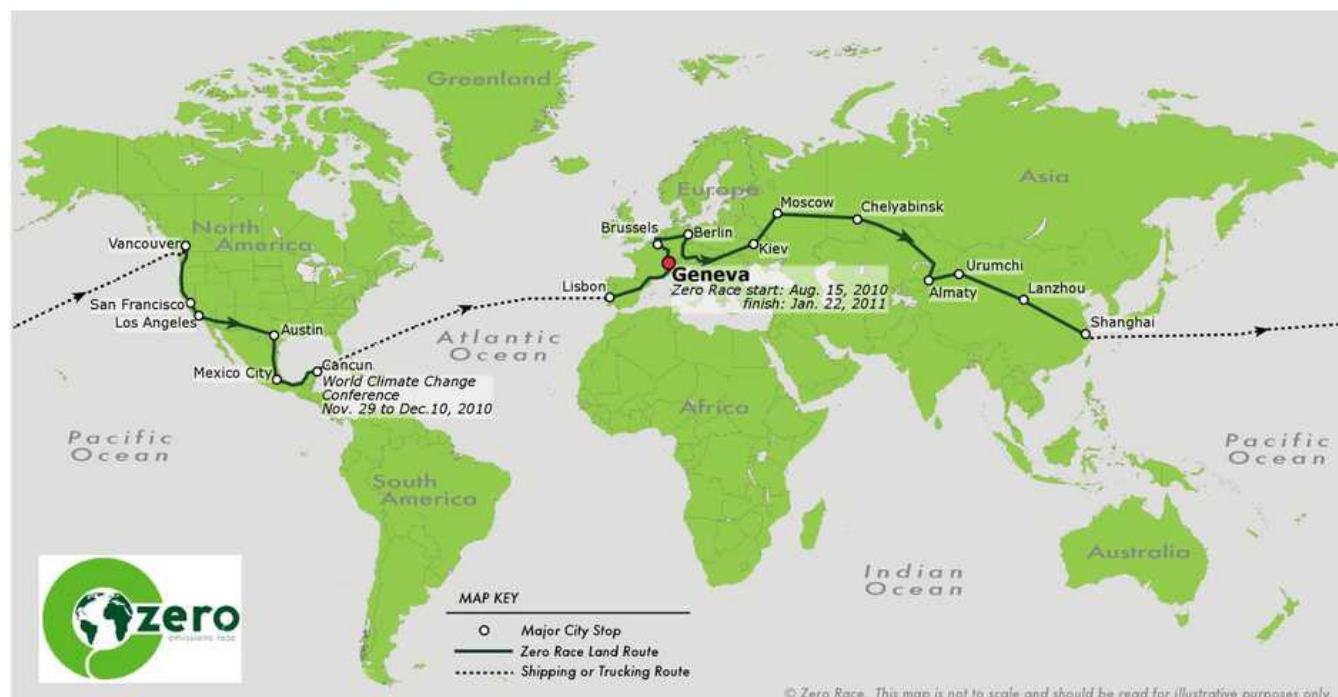 Greenland
Asia
Europe
North
America
Moscow
Chelyabinsk
Brussels
Berlin
Vancouver
Kiev
Geneva
Zero Race start: Aug. 15, 2010
finish: Jan. 22, 2011
Urumchi
Almaty
Lisbon
Lanzhou
San Francisco
Los Angeles
Shanghai
Austin
Atlantic
Ocean
Mexico City
Cancun
World Climate Change
Conference
Nov. 29 to Dec.10, 2010
Africa
Pacific
Ocean
Pacific
Ocean
South
America
Australia
Indian
Ocean
zero
emissions race
MAP KEY
Major City Stop
Zero Race Land Route
Shipping or Trucking Route
© Zero Race. This map is not to scale and should be read for illustrative purposes only